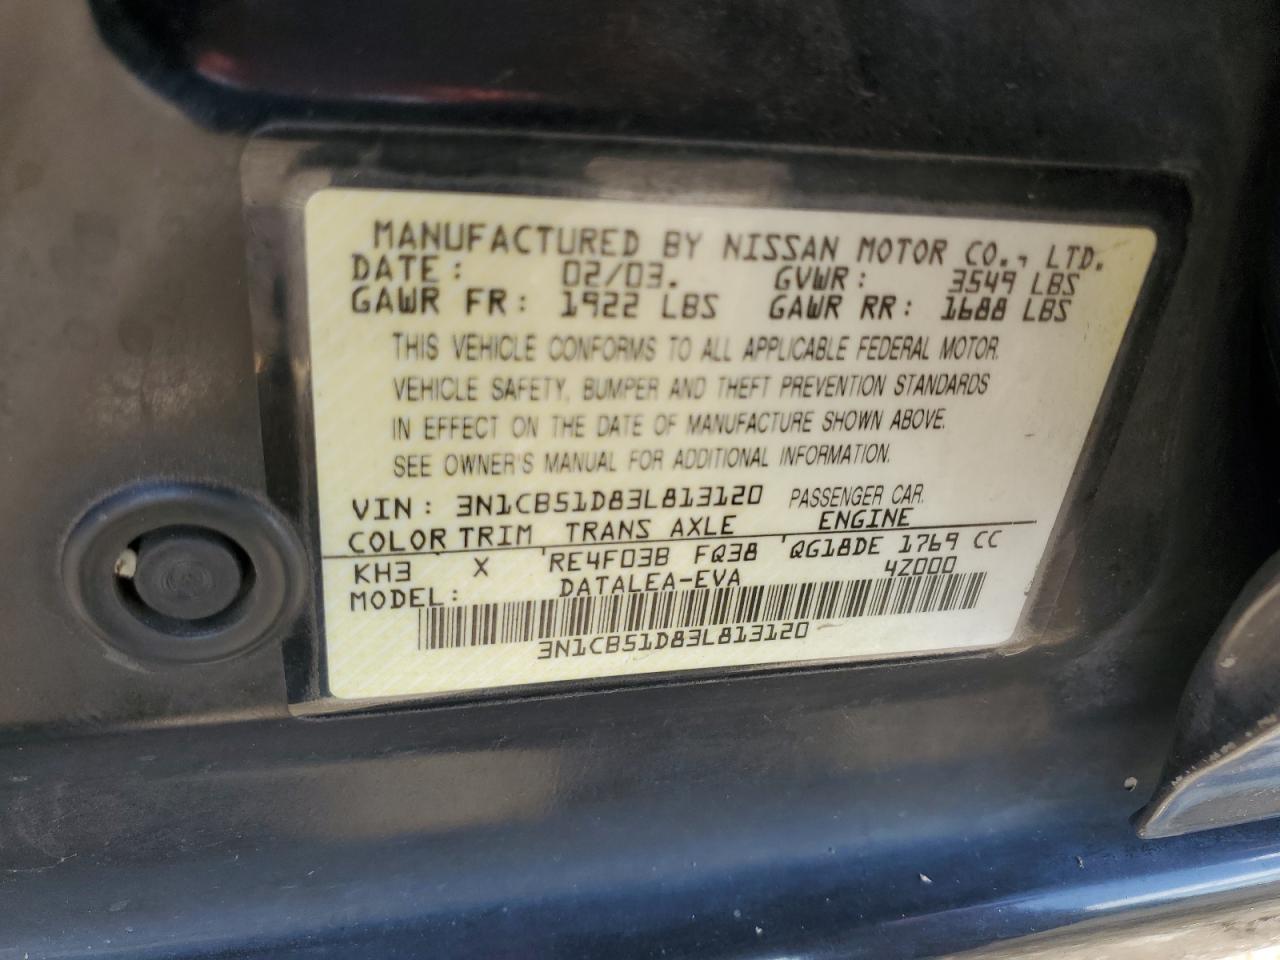 MANUFACTURED BY NISSAN MOTOR CO., LTD.
DATE: 02/03. GVWR: 3549 LBS
GAWR FR: 1922 LBS GAWR RR: 1688 LBS
THIS VEHICLE CONFORMS TO ALL APPLICABLE FEDERAL MOTOR
VEHICLE SAFETY, BUMPER AND THEFT PREVENTION STANDARDS
IN EFFECT ON THE DATE OF MANUFACTURE SHOWN ABOVE.
SEE OWNER'S MANUAL FOR ADDITIONAL INFORMATION.
VIN: 3N1CB51D83L813120 PASSENGER CAR.
COLOR TRIM TRANS AXLE ENGINE
KH3 X RE4F03B FQ38 QG18DE 1769 CC
MODEL: DATALEA-EVA 4Z000
3N1CB51D83L813120